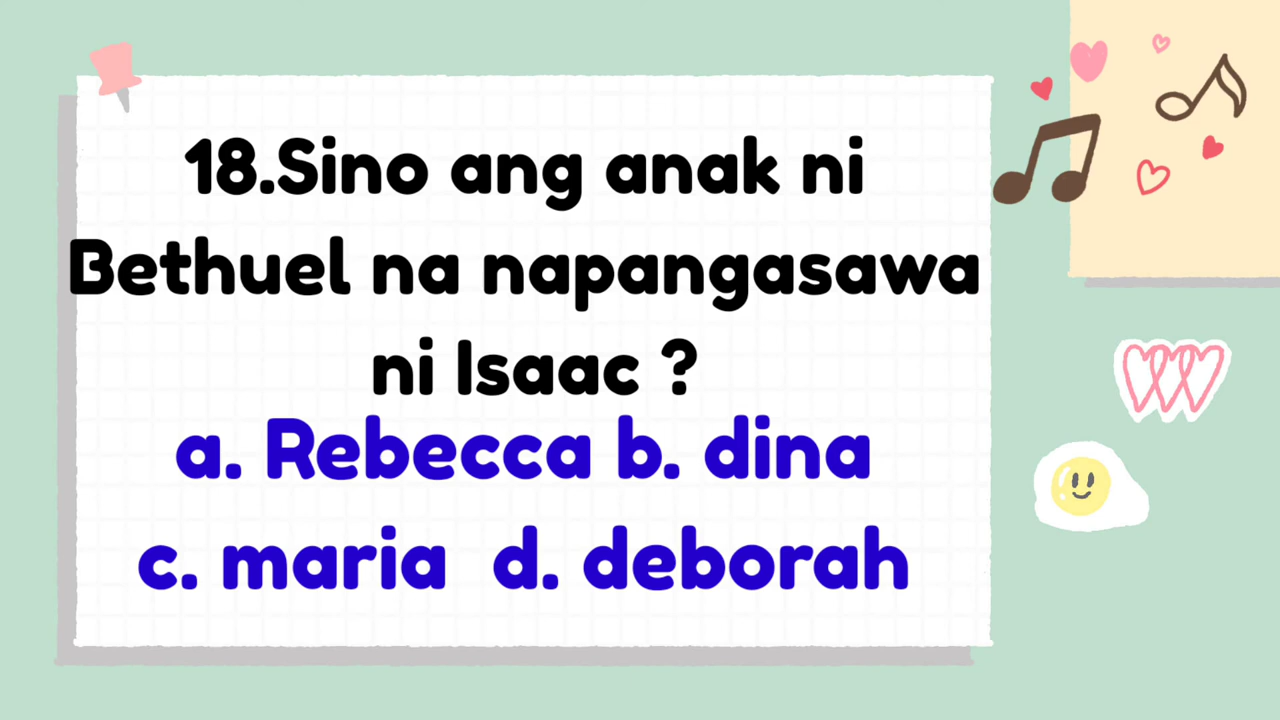 18.Sino ang anak ni
Bethuel na napangasawa
ni Isaac ?
a. Rebecca b. dina
c. maria d. deborah